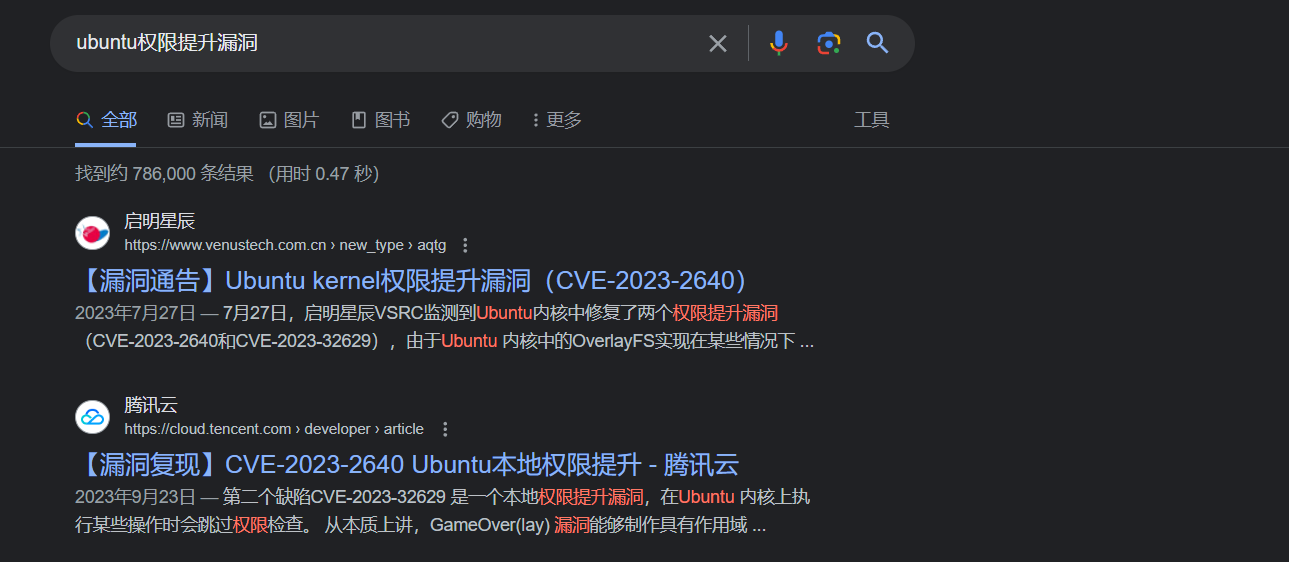 ubuntu权限提升漏洞
全部 新闻 图片 图书 购物 更多 工具
找到约 786,000 条结果 （用时 0.47 秒）
启明星辰
https://www.venustech.com.cn › new_type › aqtg
【漏洞通告】Ubuntu kernel权限提升漏洞（CVE-2023-2640）
2023年7月27日 — 7月27日，启明星辰VSRC监测到Ubuntu内核中修复了两个权限提升漏洞
（CVE-2023-2640和CVE-2023-32629），由于Ubuntu 内核中的OverlayFS实现在某些情况下 ...
腾讯云
https://cloud.tencent.com › developer › article
【漏洞复现】CVE-2023-2640 Ubuntu本地权限提升 - 腾讯云
2023年9月23日 — 第二个缺陷CVE-2023-32629 是一个本地权限提升漏洞，在Ubuntu 内核上执
行某些操作时会跳过权限检查。 从本质上讲，GameOver(lay) 漏洞能够制作具有作用域 ...